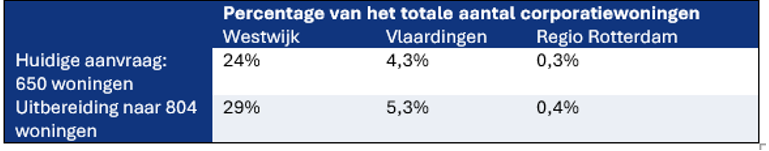 Percentage van het totale aantal corporatiewoningen
Westwijk Vlaardingen Regio Rotterdam
Huidige aanvraag: 24% 4,3% 0,3%
650 woningen
Uitbereiding naar 804 29% 5,3% 0,4%
woningen